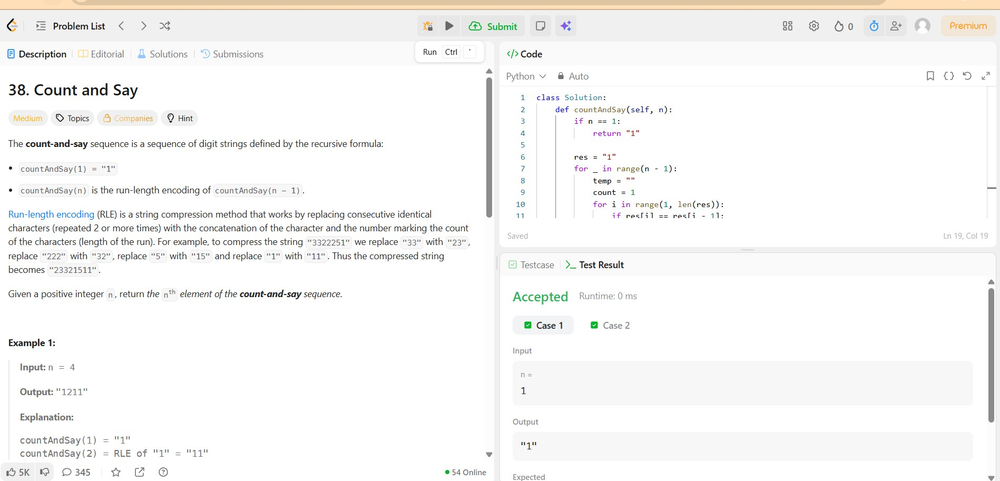 Problem List
Submit
0
Premium
Description
Editorial
Solutions
Submissions
Run Ctrl '
38. Count and Say
Medium
Topics
Companies
Hint
The count-and-say sequence is a sequence of digit strings defined by the recursive formula:
• countAndSay(1) = "1"
• countAndSay(n) is the run-length encoding of countAndSay(n - 1).
Run-length encoding (RLE) is a string compression method that works by replacing consecutive identical
characters (repeated 2 or more times) with the concatenation of the character and the number marking the count
of the characters (length of the run). For example, to compress the string "3322251" we replace "33" with "23",
replace "222" with "32", replace "5" with "15" and replace "1" with "11". Thus the compressed string
becomes "23321511".
Given a positive integer n, return the nth element of the count-and-say sequence.
Example 1:
Input: n = 4
Output: "1211"
Explanation:
countAndSay(1) = "1"
countAndSay(2) = RLE of "1" = "11"
5K
345
54 Online
</> Code
Python
Auto
1 class Solution:
2 def countAndSay(self, n):
3 if n == 1:
4 return "1"
5
6 res = "1"
7 for _ in range(n - 1):
8 temp = ""
9 count = 1
10 for i in range(1, len(res)):
11 if res[i] == res[i - 1]:
Saved
Ln 19, Col 19
Testcase
Test Result
Accepted
Runtime: 0 ms
Case 1
Case 2
Input
n =
1
Output
"1"
Expected